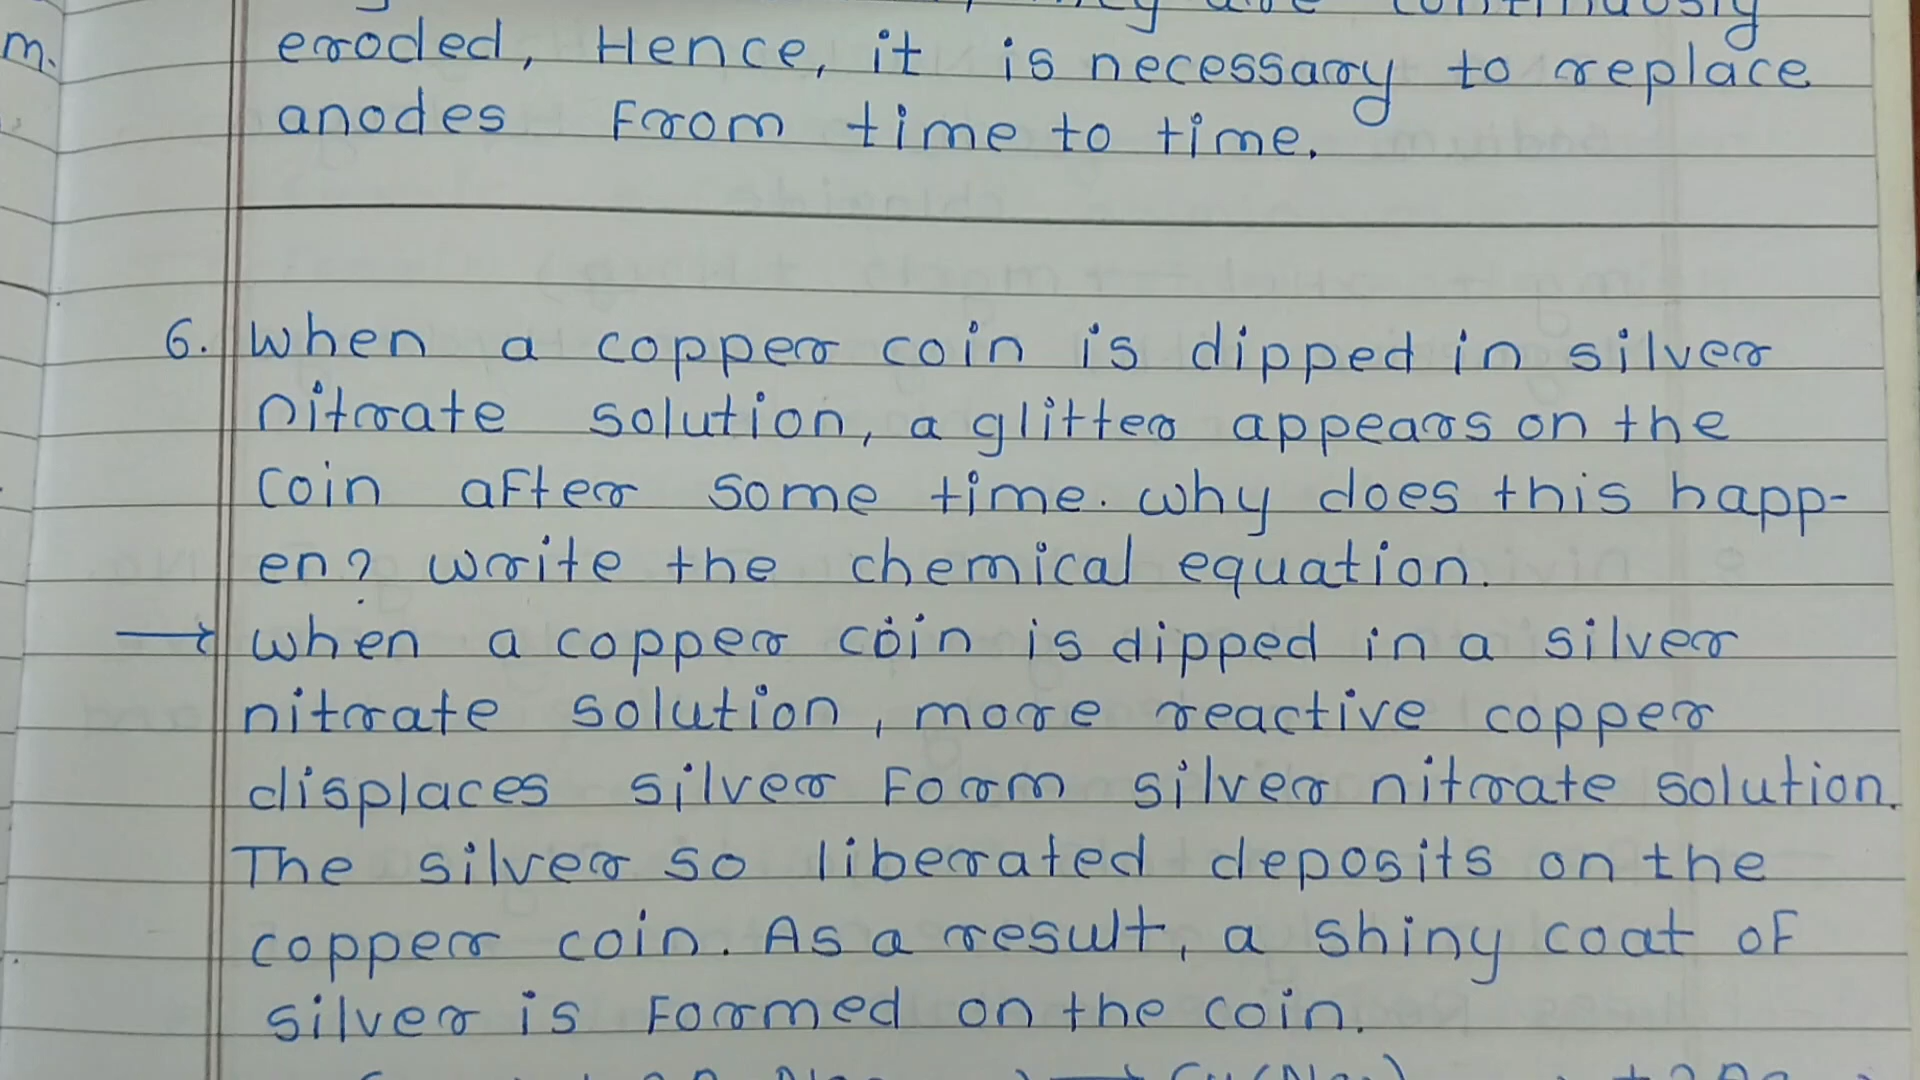 m.
continuosly
eroded, Hence, it is necessary to replace
anodes From time to time.
6. When a copper coin is dipped in silver
nitrate solution, a glitter appears on the
coin after some time. why does this happ-
en? write the chemical equation.
→ when a copper coin is dipped in a silver
nitrate solution, more reactive copper
displaces silver Form silver nitrate solution.
The silver so liberated deposits on the
copper coin. As a result, a shiny coat of
silver is Formed on the coin.